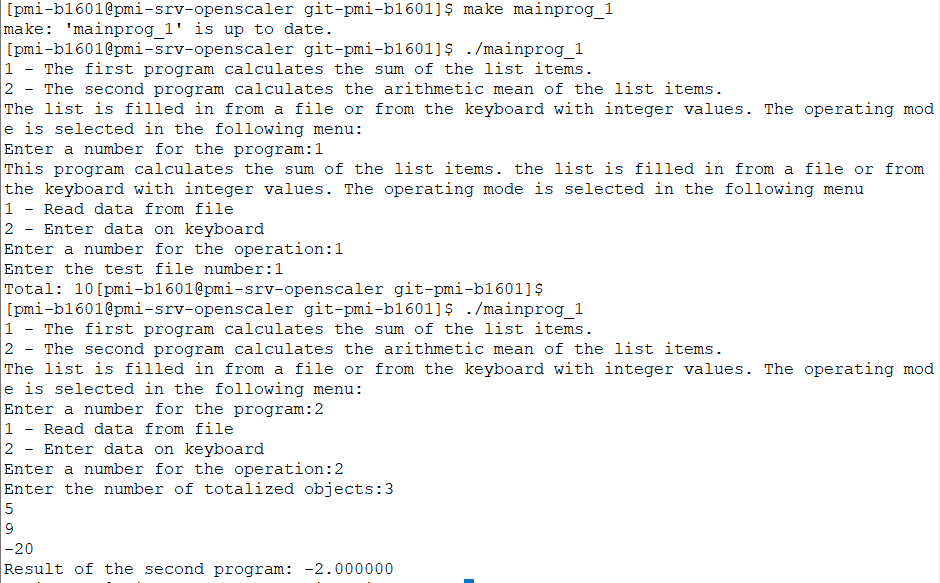 [pmi-b1601@pmi-srv-openscaler git-pmi-b1601]$ make mainprog_1
make: 'mainprog_1' is up to date.
[pmi-b1601@pmi-srv-openscaler git-pmi-b1601]$ ./mainprog_1
1 - The first program calculates the sum of the list items.
2 - The second program calculates the arithmetic mean of the list items.
The list is filled in from a file or from the keyboard with integer values. The operating mod
e is selected in the following menu:
Enter a number for the program:1
This program calculates the sum of the list items. the list is filled in from a file or from
the keyboard with integer values. The operating mode is selected in the following menu
1 - Read data from file
2 - Enter data on keyboard
Enter a number for the operation:1
Enter the test file number:1
Total: 10[pmi-b1601@pmi-srv-openscaler git-pmi-b1601]$
[pmi-b1601@pmi-srv-openscaler git-pmi-b1601]$ ./mainprog_1
1 - The first program calculates the sum of the list items.
2 - The second program calculates the arithmetic mean of the list items.
The list is filled in from a file or from the keyboard with integer values. The operating mod
e is selected in the following menu:
Enter a number for the program:2
1 - Read data from file
2 - Enter data on keyboard
Enter a number for the operation:2
Enter the number of totalized objects:3
5
9
-20
Result of the second program: -2.000000